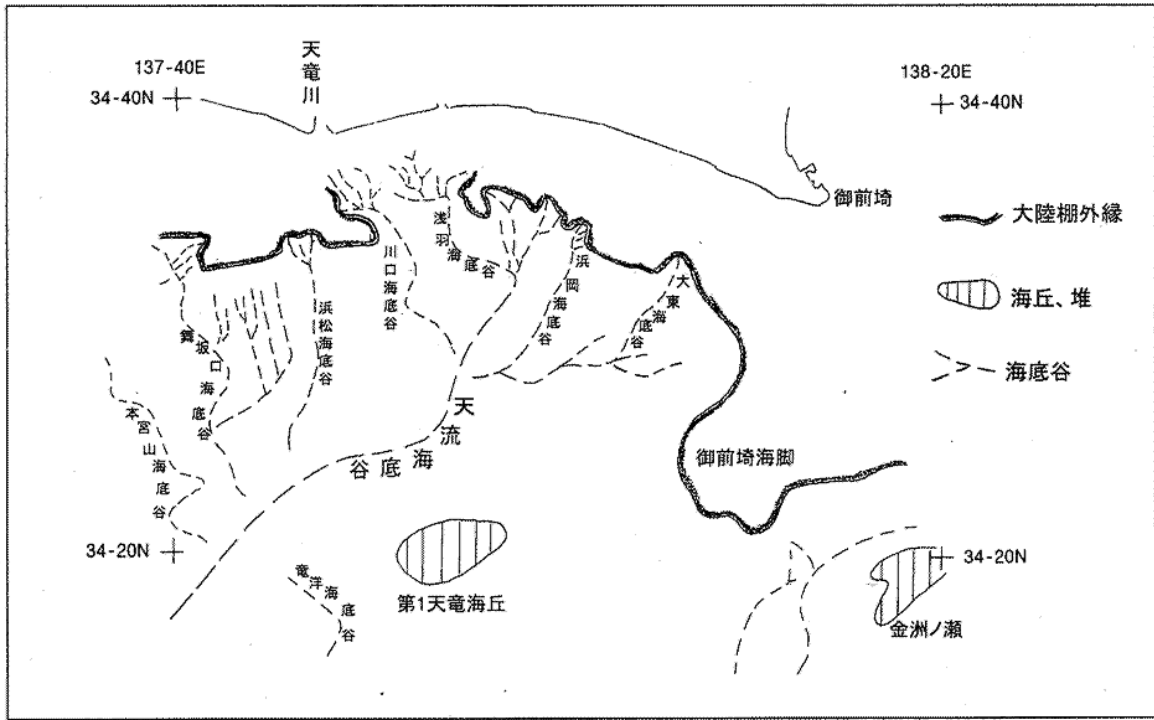 天竜川
137-40E
34-40N
138-20E
34-40N
御前埼
大陸棚外縁
海丘、堆
海底谷
浅羽海底谷
川口海底谷
浜岡海底谷
大東海底谷
浜松海底谷
舞坂口海底谷
本宮山海底谷
天流海底谷
御前埼海脚
34-20N
34-20N
竜洋海底谷
第1天竜海丘
金洲ノ瀬